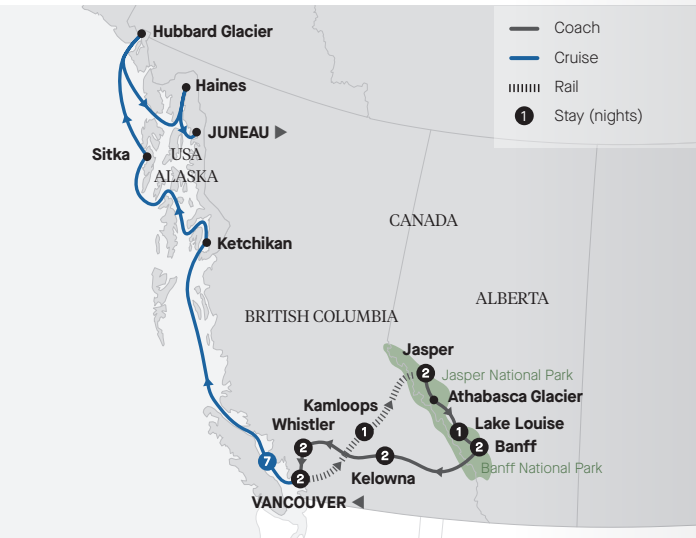 Hubbard Glacier
Coach
Cruise
Rail
1 Stay (nights)
Haines
JUNEAU
Sitka
USA
ALASKA
CANADA
Ketchikan
ALBERTA
BRITISH COLUMBIA
Jasper
2
Jasper National Park
Athabasca Glacier
Kamloops
1
Whistler
2
Lake Louise
1
Banff
2
Banff National Park
2
Kelowna
7
2
VANCOUVER